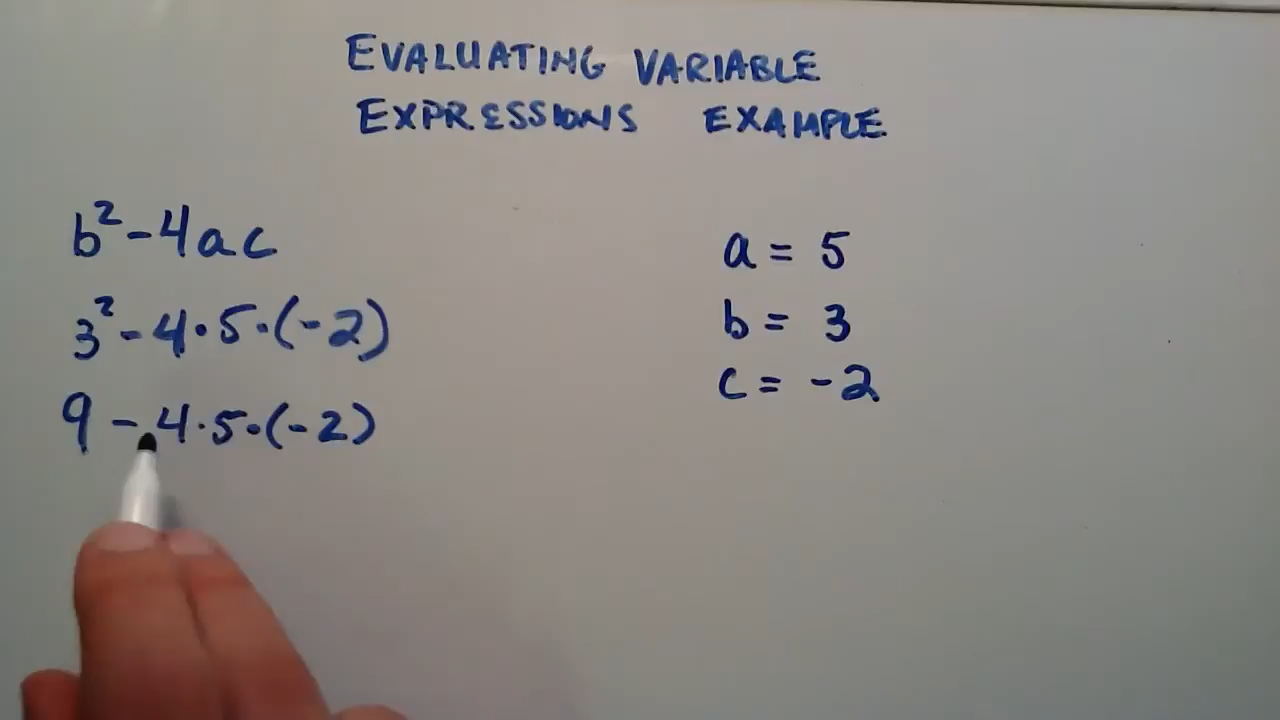 EVALUATING VARIABLE
EXPRESSIONS EXAMPLE
b² - 4ac
3² - 4 · 5 · (-2)
9 - 4 · 5 · (-2)
a = 5
b = 3
c = -2